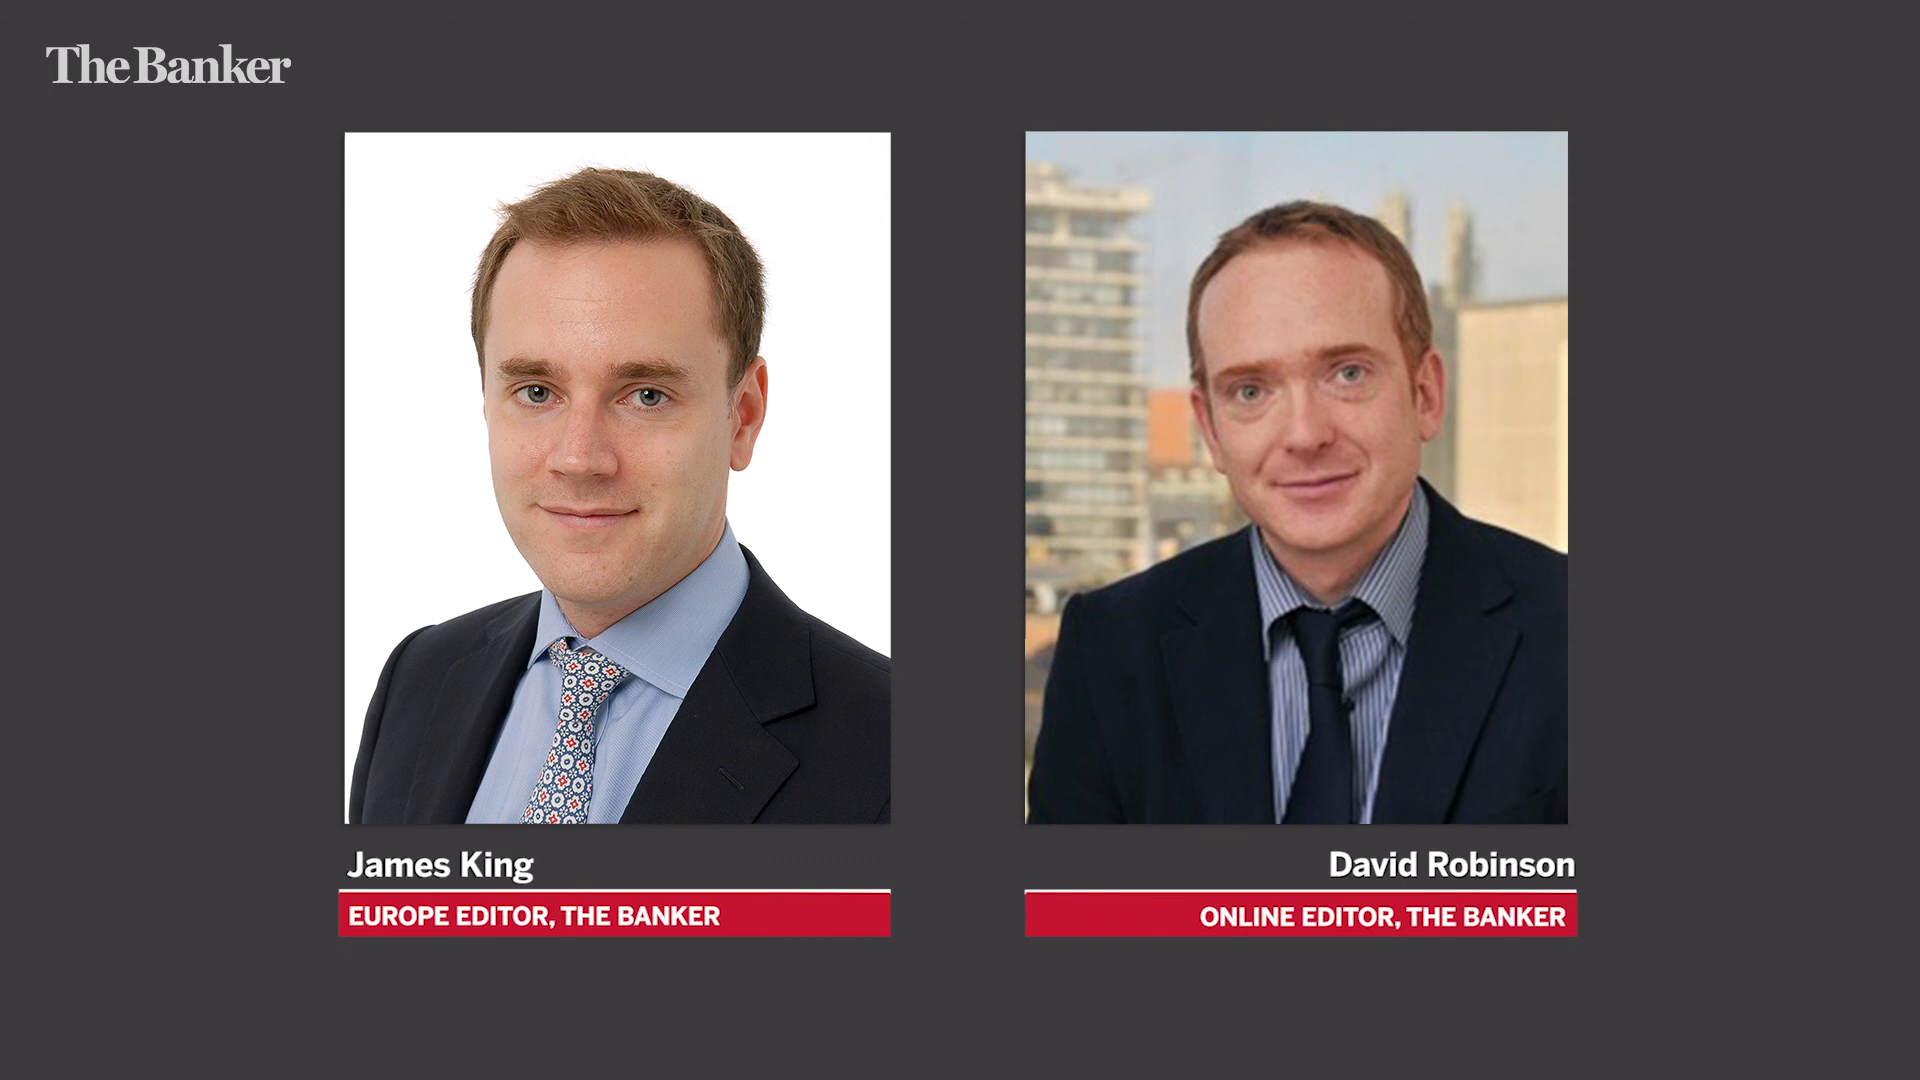 The Banker
James King
EUROPE EDITOR, THE BANKER
David Robinson
ONLINE EDITOR, THE BANKER